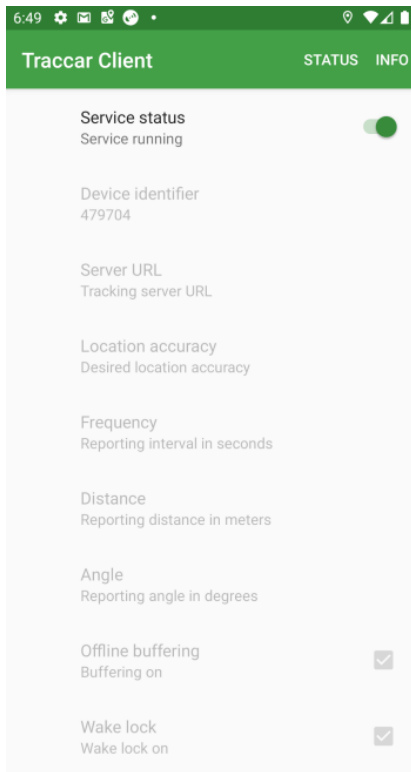 6:49
Traccar Client
STATUS INFO
Service status
Service running
Device identifier
479704
Server URL
Tracking server URL
Location accuracy
Desired location accuracy
Frequency
Reporting interval in seconds
Distance
Reporting distance in meters
Angle
Reporting angle in degrees
Offline buffering
Buffering on
Wake lock
Wake lock on